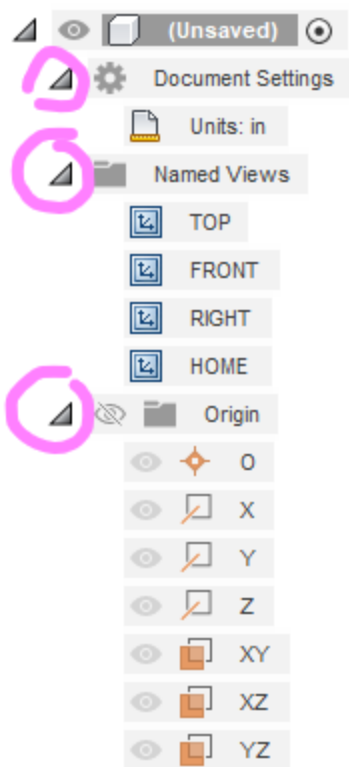 (Unsaved)
Document Settings
Units: in
Named Views
TOP
FRONT
RIGHT
HOME
Origin
O
X
Y
Z
XY
XZ
YZ